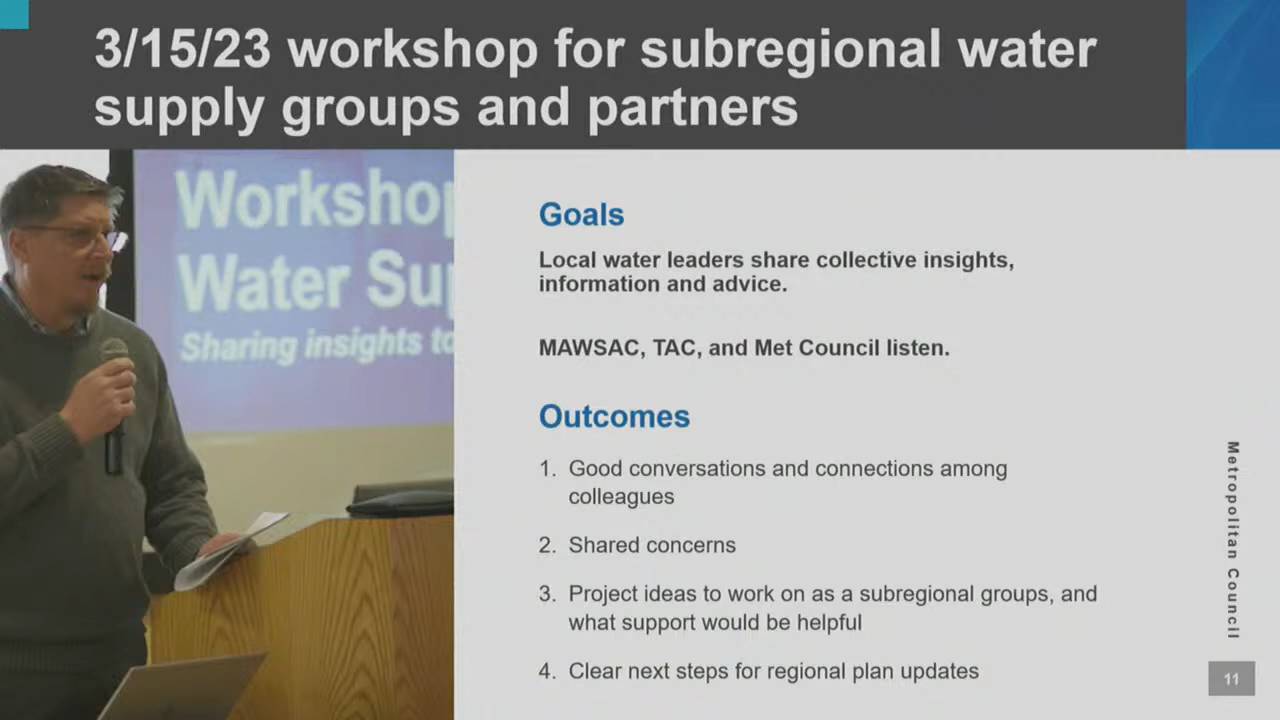 3/15/23 workshop for subregional water
supply groups and partners
Workshop
Water Su
Sharing insights to
Goals
Local water leaders share collective insights,
information and advice.
MAWSAC, TAC, and Met Council listen.
Outcomes
1. Good conversations and connections among
colleagues
2. Shared concerns
3. Project ideas to work on as a subregional groups, and
what support would be helpful
4. Clear next steps for regional plan updates
Metropolitan Council
11